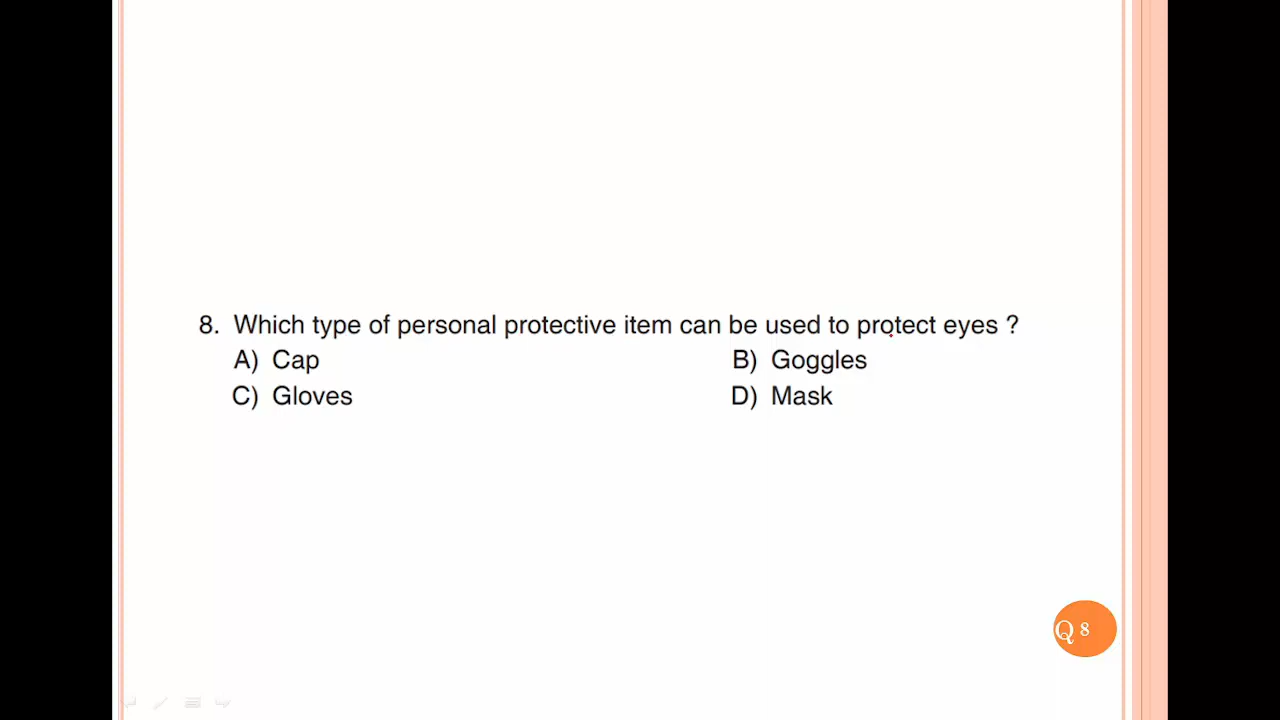 8. Which type of personal protective item can be used to protect eyes ?
A) Cap B) Goggles
C) Gloves D) Mask
Q 8